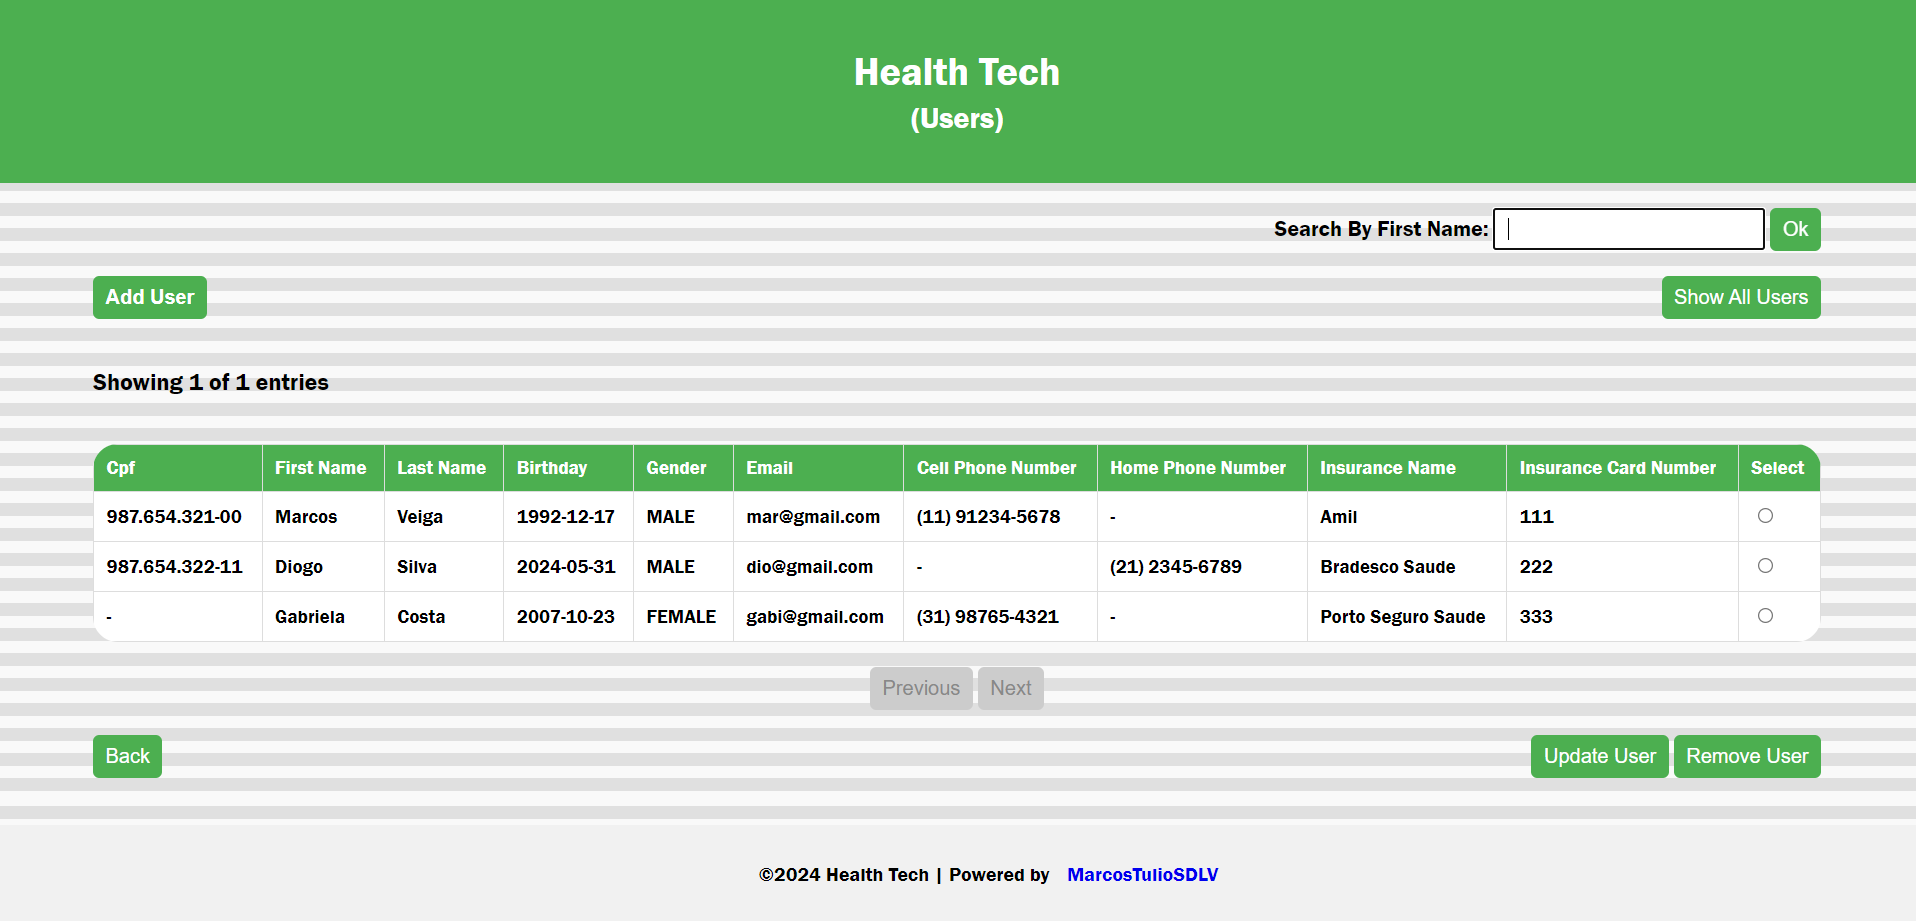 Health Tech
(Users)
Search By First Name: Ok
Add User Show All Users
Showing 1 of 1 entries
Cpf First Name Last Name Birthday Gender Email Cell Phone Number Home Phone Number Insurance Name Insurance Card Number Select
987.654.321-00 Marcos Veiga 1992-12-17 MALE mar@gmail.com (11) 91234-5678 - Amil 111
987.654.322-11 Diogo Silva 2024-05-31 MALE dio@gmail.com - (21) 2345-6789 Bradesco Saude 222
- Gabriela Costa 2007-10-23 FEMALE gabi@gmail.com (31) 98765-4321 - Porto Seguro Saude 333
Previous Next
Back Update User Remove User
©2024 Health Tech | Powered by MarcosTulioSDLV